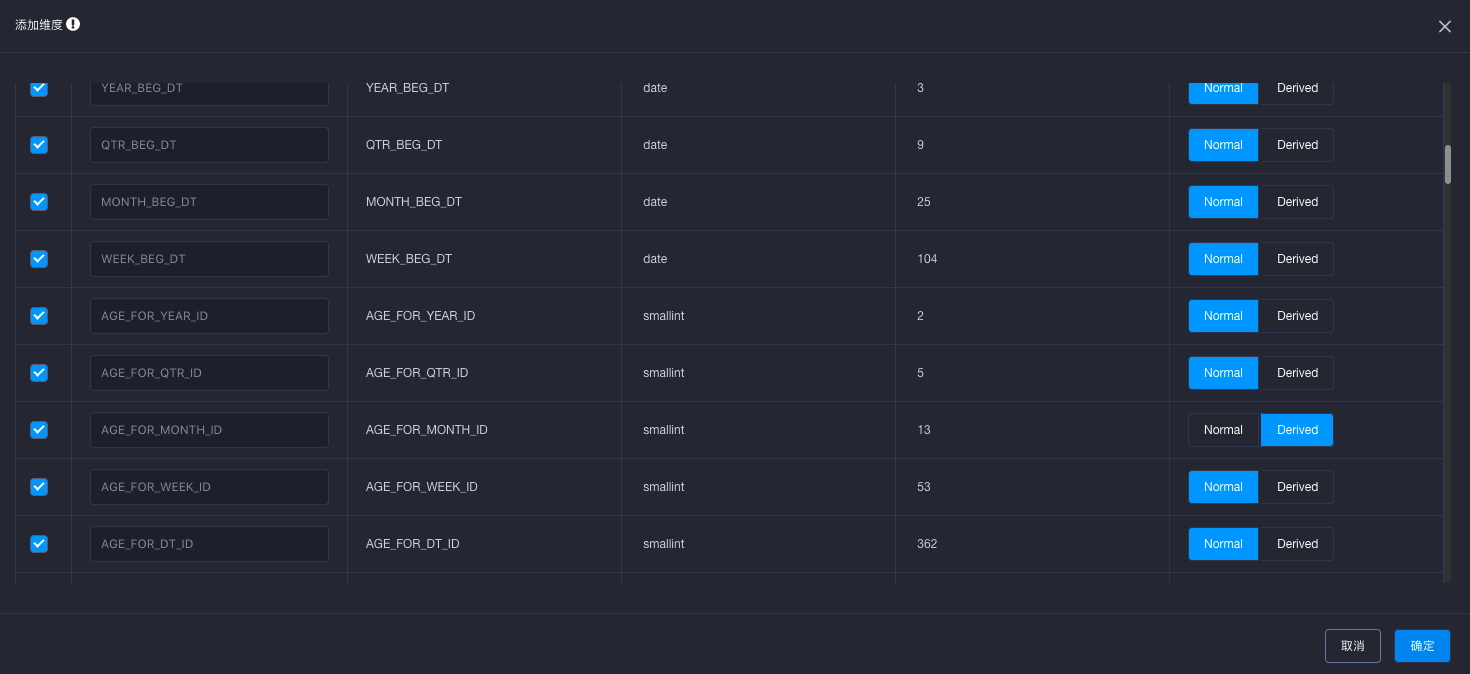 添加维度
YEAR_BEG_DT YEAR_BEG_DT date 3 Normal Derived
QTR_BEG_DT QTR_BEG_DT date 9 Normal Derived
MONTH_BEG_DT MONTH_BEG_DT date 25 Normal Derived
WEEK_BEG_DT WEEK_BEG_DT date 104 Normal Derived
AGE_FOR_YEAR_ID AGE_FOR_YEAR_ID smallint 2 Normal Derived
AGE_FOR_QTR_ID AGE_FOR_QTR_ID smallint 5 Normal Derived
AGE_FOR_MONTH_ID AGE_FOR_MONTH_ID smallint 13 Normal Derived
AGE_FOR_WEEK_ID AGE_FOR_WEEK_ID smallint 53 Normal Derived
AGE_FOR_DT_ID AGE_FOR_DT_ID smallint 362 Normal Derived
取消 确定